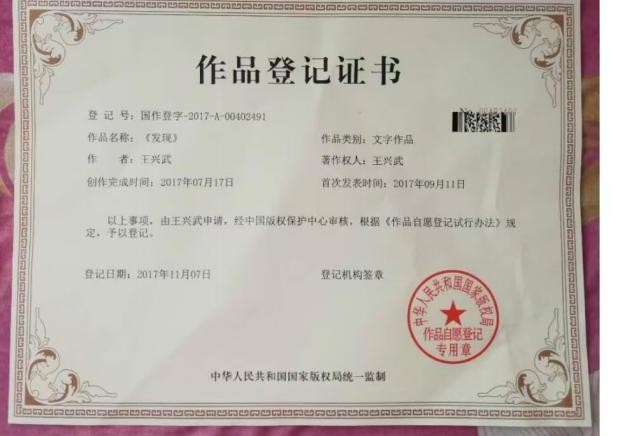 作品登记证书
No. 00402491
登 记 号：国作登字-2017-A-00402491
作品名称：《发现》 作品类别：文字作品
作 者：王兴武 著作权人：王兴武
创作完成时间：2017年07月17日 首次发表时间：2017年09月11日
以上事项，由王兴武申请，经中国版权保护中心审核，根据《作品自愿登记试行办法》规
定，予以登记。
登记日期：2017年11月07日 登记机构签章
中华人民共和国国家版权局
作品自愿登记
专用章
中华人民共和国国家版权局统一监制